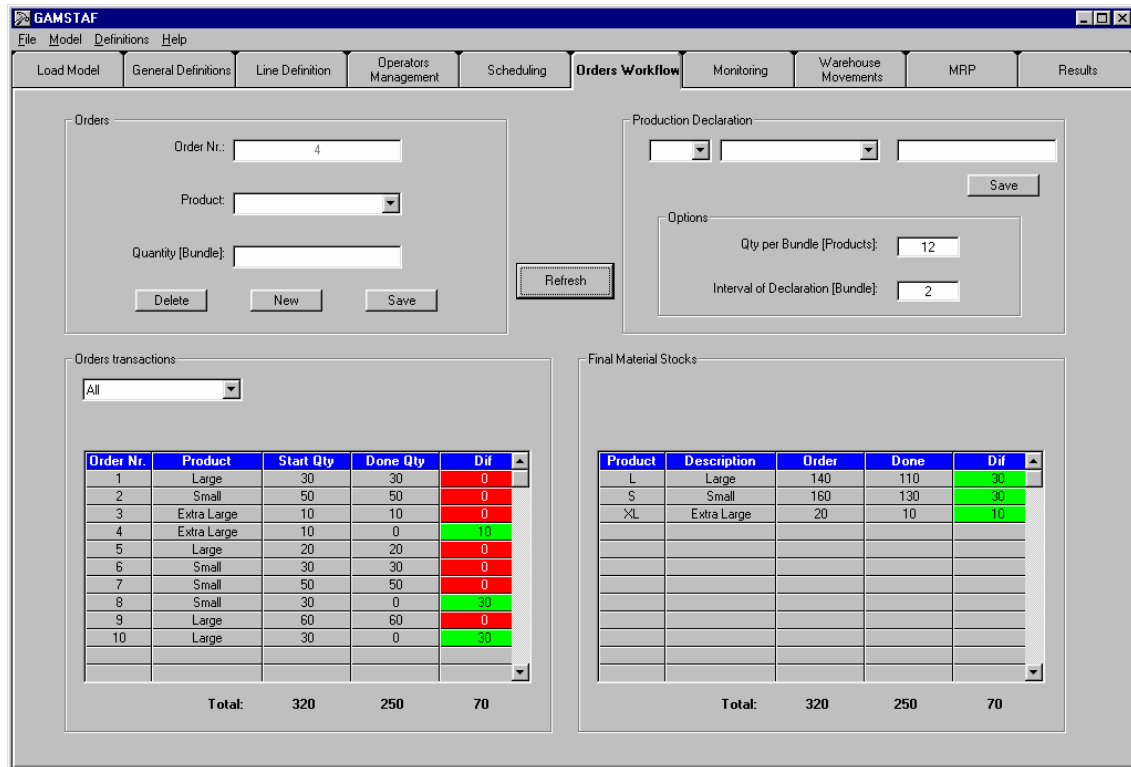 GAMSTAF
File Model Definitions Help
Load Model General Definitions Line Definition Operators Management Scheduling Orders Workflow Monitoring Warehouse Movements MRP Results
Orders
Order Nr.: 4
Product:
Quantity [Bundle]:
Delete New Save
Refresh
Production Declaration
Save
Options
Qty per Bundle [Products]: 12
Interval of Declaration [Bundle]: 2
Orders transactions
All
Order Nr. Product Start Qty Done Qty Dif
1 Large 30 30 0
2 Small 50 50 0
3 Extra Large 10 10 0
4 Extra Large 10 0 10
5 Large 20 20 0
6 Small 30 30 0
7 Small 50 50 0
8 Small 30 0 30
9 Large 60 60 0
10 Large 30 0 30
Total: 320 250 70
Final Material Stocks
Product Description Order Done Dif
L Large 140 110 30
S Small 160 130 30
XL Extra Large 20 10 10
Total: 320 250 70